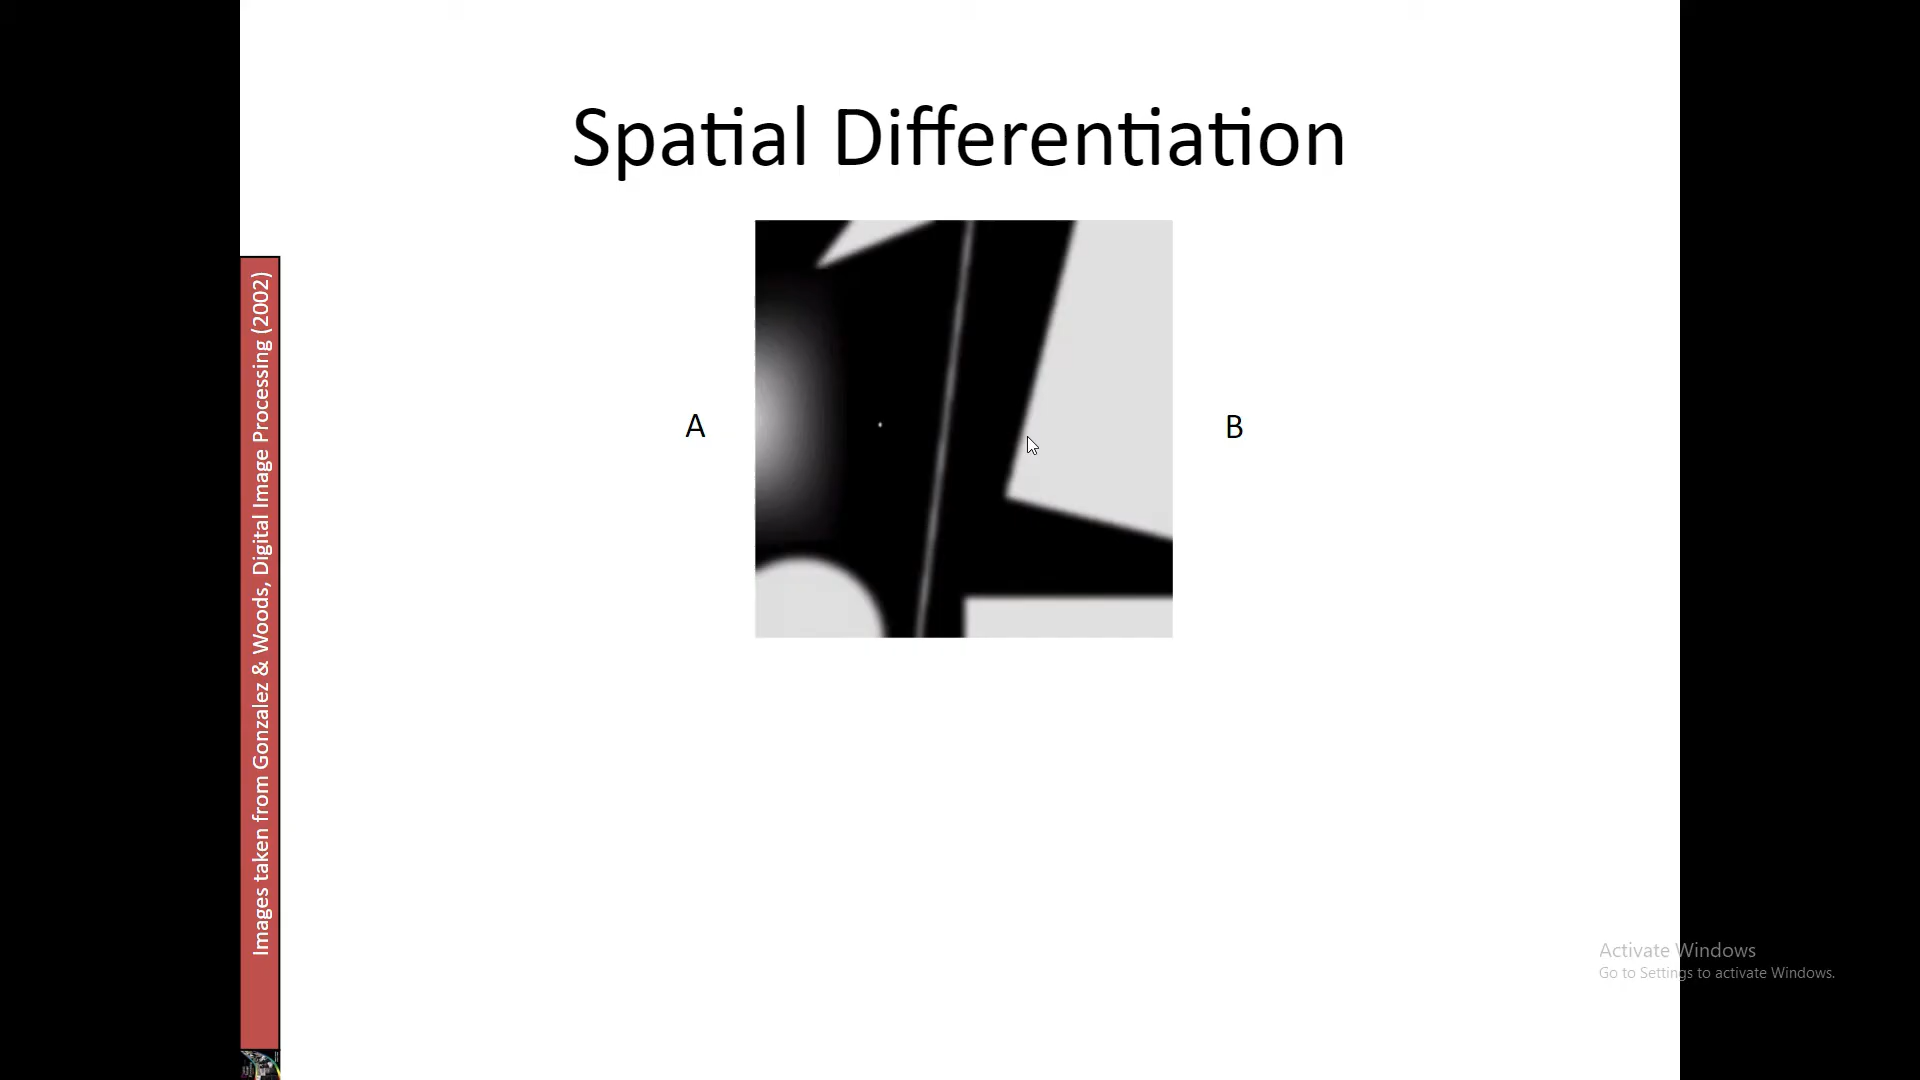 Spatial Differentiation
A
B
Images taken from Gonzalez & Woods, Digital Image Processing (2002)
Activate Windows
Go to Settings to activate Windows.